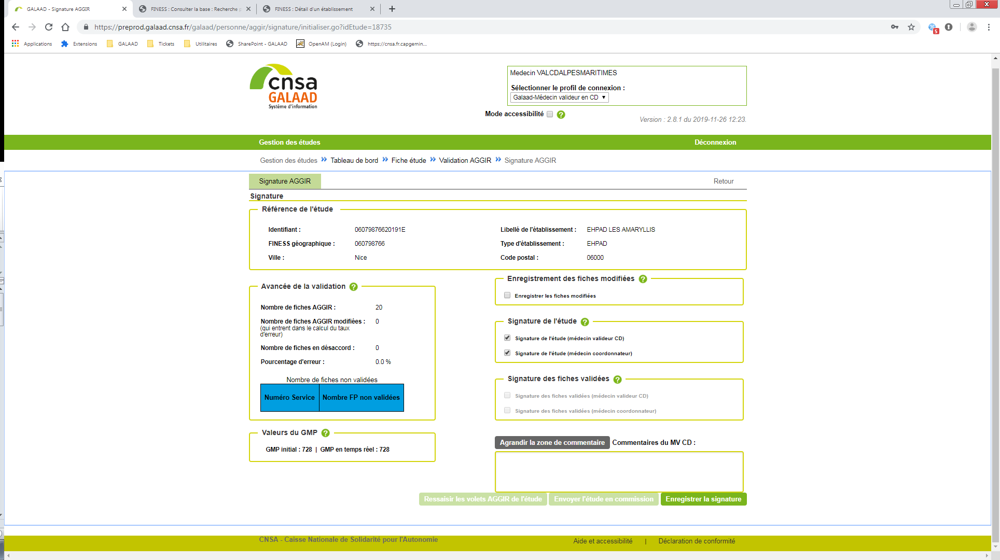 GALAAD - Signature AGGIR
FINESS : Consulter la base : Recherche
FINESS : Détail d'un établissement
https://preprod.galaad.cnsa.fr/galaad/personne/aggir/signature/initialiser.go?idEtude=18735
5
Applications
Extensions
GALAAD
Tickets
Utilitaires
SharePoint - GALAAD
OpenAM (Login)
https://cnsa.fr.capgemin...
cnsa
GALAAD
Système d'information
Medecin VALCDALPESMARITIMES
Sélectionner le profil de connexion :
Galaad-Médecin valideur en CD
Mode accessibilité
?
Version : 2.8.1 du 2019-11-26 12:23.
Gestion des études
Déconnexion
Gestion des études » Tableau de bord » Fiche étude » Validation AGGIR » Signature AGGIR
Signature AGGIR
Retour
Signature
Référence de l'étude
Identifiant : 06079876620191E
Libellé de l'établissement : EHPAD LES AMARYLLIS
FINESS géographique : 060798766
Type d'établissement : EHPAD
Ville : Nice
Code postal : 06000
Avancée de la validation ?
Nombre de fiches AGGIR : 20
Nombre de fiches AGGIR modifiées : 0
(qui entrent dans le calcul du taux
d'erreur)
Nombre de fiches en désaccord : 0
Pourcentage d'erreur : 0.0 %
Nombre de fiches non validées
Numéro Service
Nombre FP non validées
Valeurs du GMP ?
GMP initial : 728 | GMP en temps réel : 728
Enregistrement des fiches modifiées ?
Enregistrer les fiches modifiées
Signature de l'étude ?
Signature de l'étude (médecin valideur CD)
Signature de l'étude (médecin coordonnateur)
Signature des fiches validées ?
Signature des fiches validées (médecin valideur CD)
Signature des fiches validées (médecin coordonnateur)
Agrandir la zone de commentaire
Commentaires du MV CD :
Ressaisir les volets AGGIR de l'étude
Envoyer l'étude en commission
Enregistrer la signature
CNSA - Caisse Nationale de Solidarité pour l'Autonomie
Aide et accessibilité | Déclaration de conformité